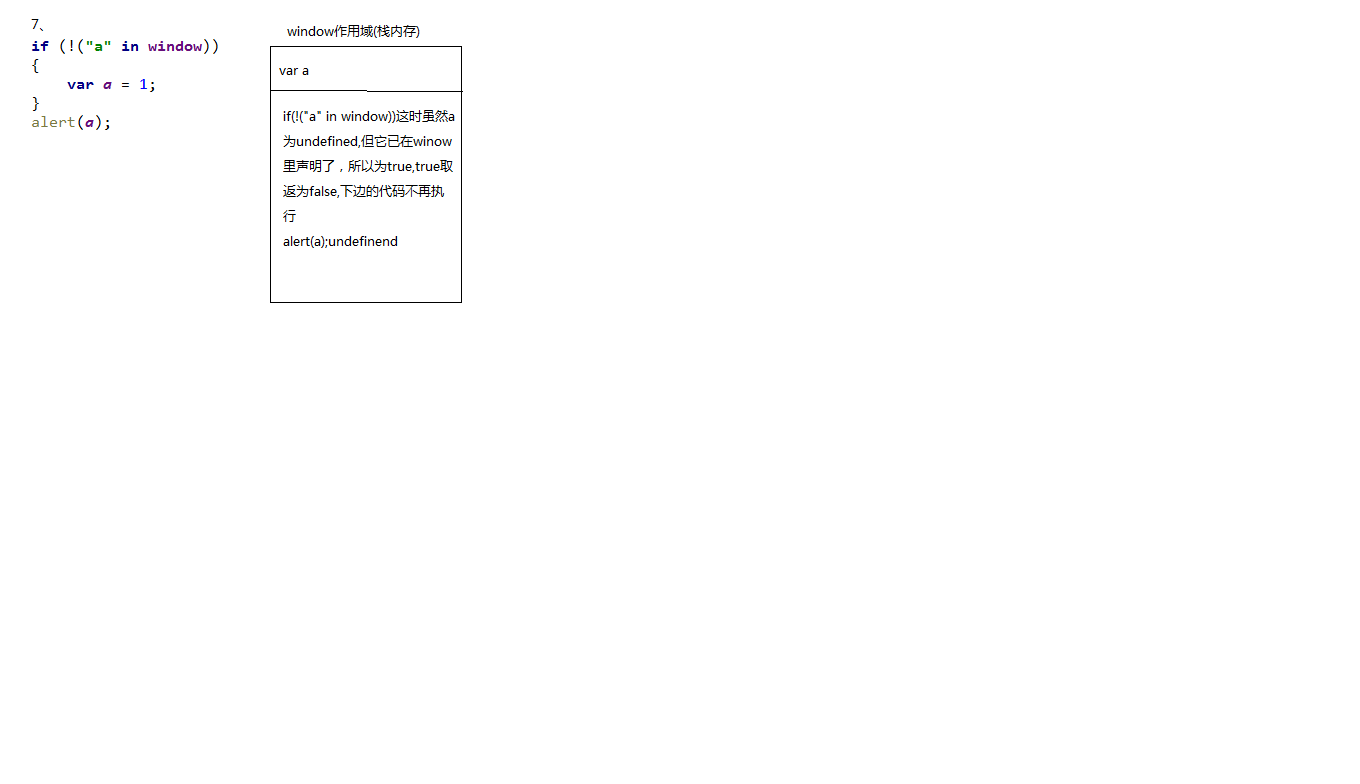 7、
if (!("a" in window))
{
    var a = 1;
}
alert(a);
window作用域(栈内存)
var a
if(!("a" in window))这时虽然a
为undefined,但它已在winow
里声明了，所以为true,true取
返为false,下边的代码不再执
行
alert(a);undefinend